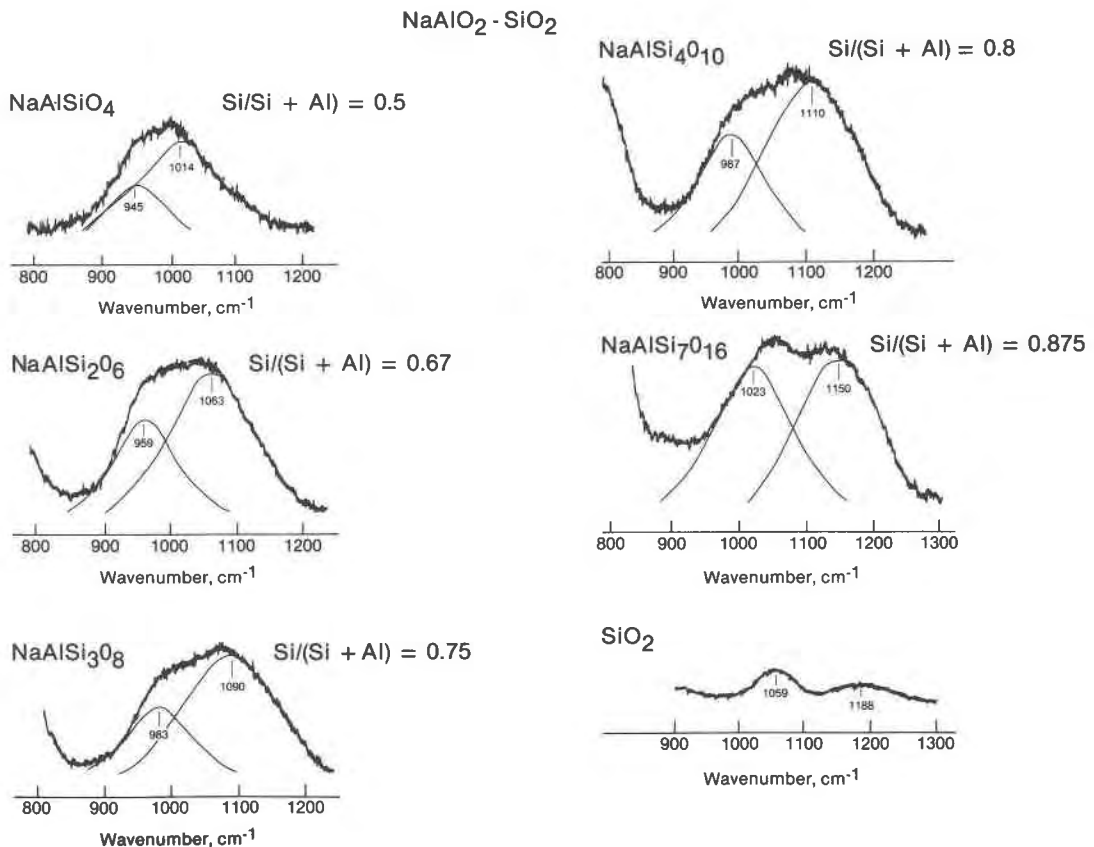 NaAlO2 - SiO2
NaAlSiO4 Si/Si + Al) = 0.5
945
1014
800 900 1000 1100 1200
Wavenumber, cm-1
NaAlSi2O6 Si/(Si + Al) = 0.67
959
1063
800 900 1000 1100 1200
Wavenumber, cm-1
NaAlSi3O8 Si/(Si + Al) = 0.75
983
1090
800 900 1000 1100 1200
Wavenumber, cm-1
NaAlSi4O10 Si/(Si + Al) = 0.8
987
1110
800 900 1000 1100 1200
Wavenumber, cm-1
NaAlSi7O16 Si/(Si + Al) = 0.875
1023
1150
800 900 1000 1100 1200 1300
Wavenumber, cm-1
SiO2
1059
1188
900 1000 1100 1200 1300
Wavenumber, cm-1